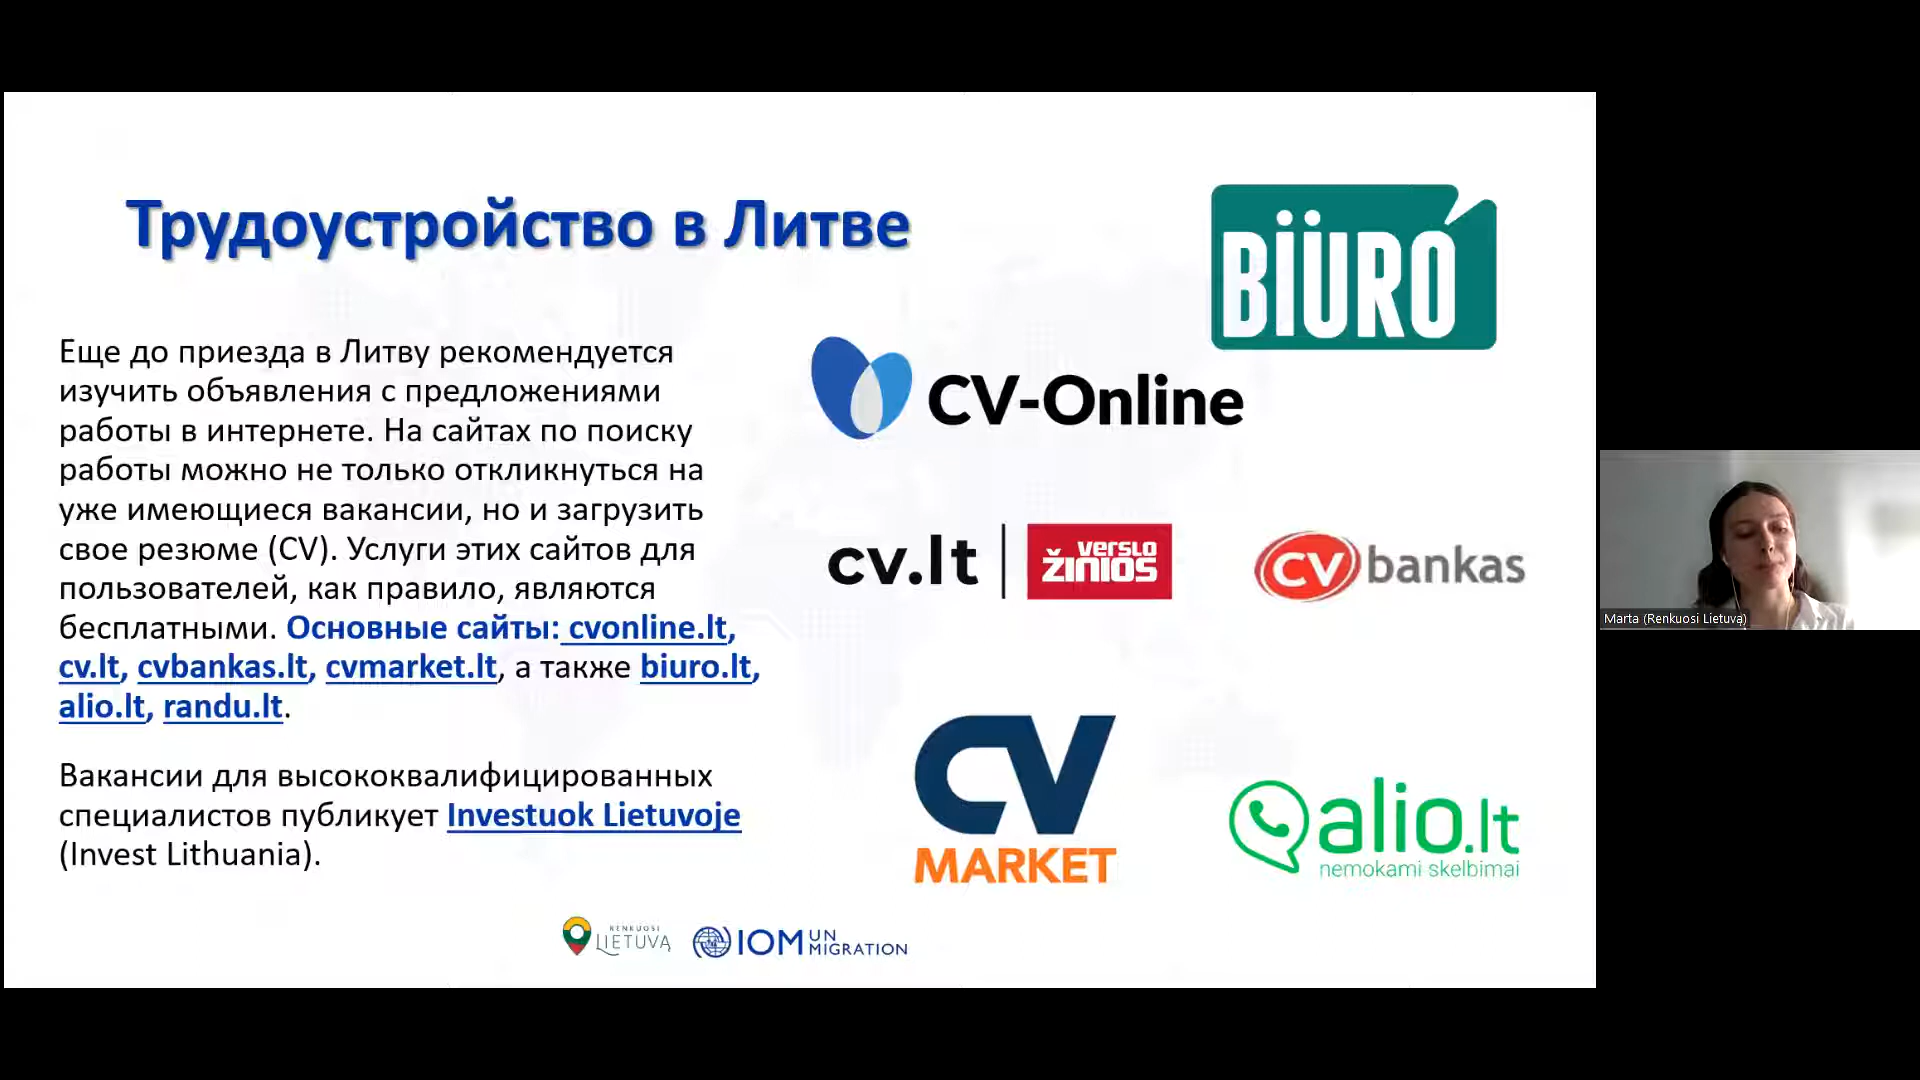 Трудоустройство в Литве
Еще до приезда в Литву рекомендуется
изучить объявления с предложениями
работы в интернете. На сайтах по поиску
работы можно не только откликнуться на
уже имеющиеся вакансии, но и загрузить
свое резюме (CV). Услуги этих сайтов для
пользователей, как правило, являются
бесплатными. Основные сайты: cvonline.lt,
cv.lt, cvbankas.lt, cvmarket.lt, а также biuro.lt,
alio.lt, randu.lt.
Вакансии для высококвалифицированных
специалистов публикует Investuok Lietuvoje
(Invest Lithuania).
BİÜRO
CV-Online
cv.lt
VERSLO
ŽINIOS
CV bankas
CV
MARKET
alio.lt
nemokami skelbimai
RENKUOSI
LIETUVĄ
IOM UN
MIGRATION
Marta (Renkuosi Lietuvą)